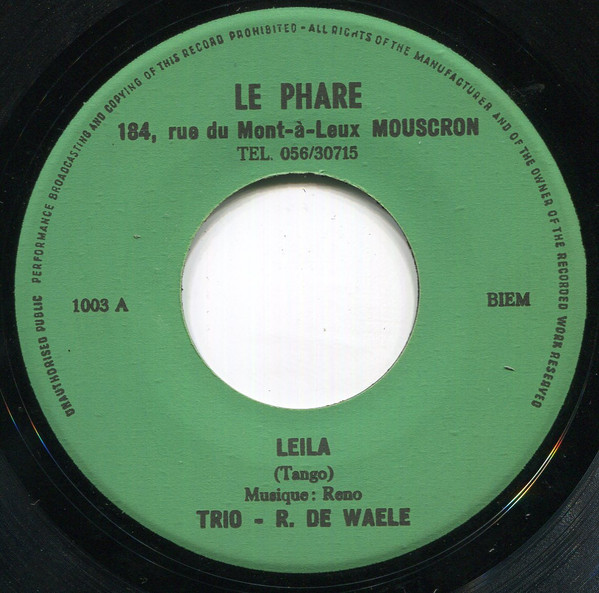 UNAUTHORISED PUBLIC PERFORMANCE BROADCASTING AND COPYING OF THIS RECORD PROHIBITED - ALL RIGHTS OF THE MANUFACTURER AND OF THE OWNER OF THE RECORDED WORK RESERVED
LE PHARE
184, rue du Mont-à-Leux MOUSCRON
TEL. 056/30715
1003 A
BIEM
LEILA
(Tango)
Musique: Reno
TRIO - R. DE WAELE